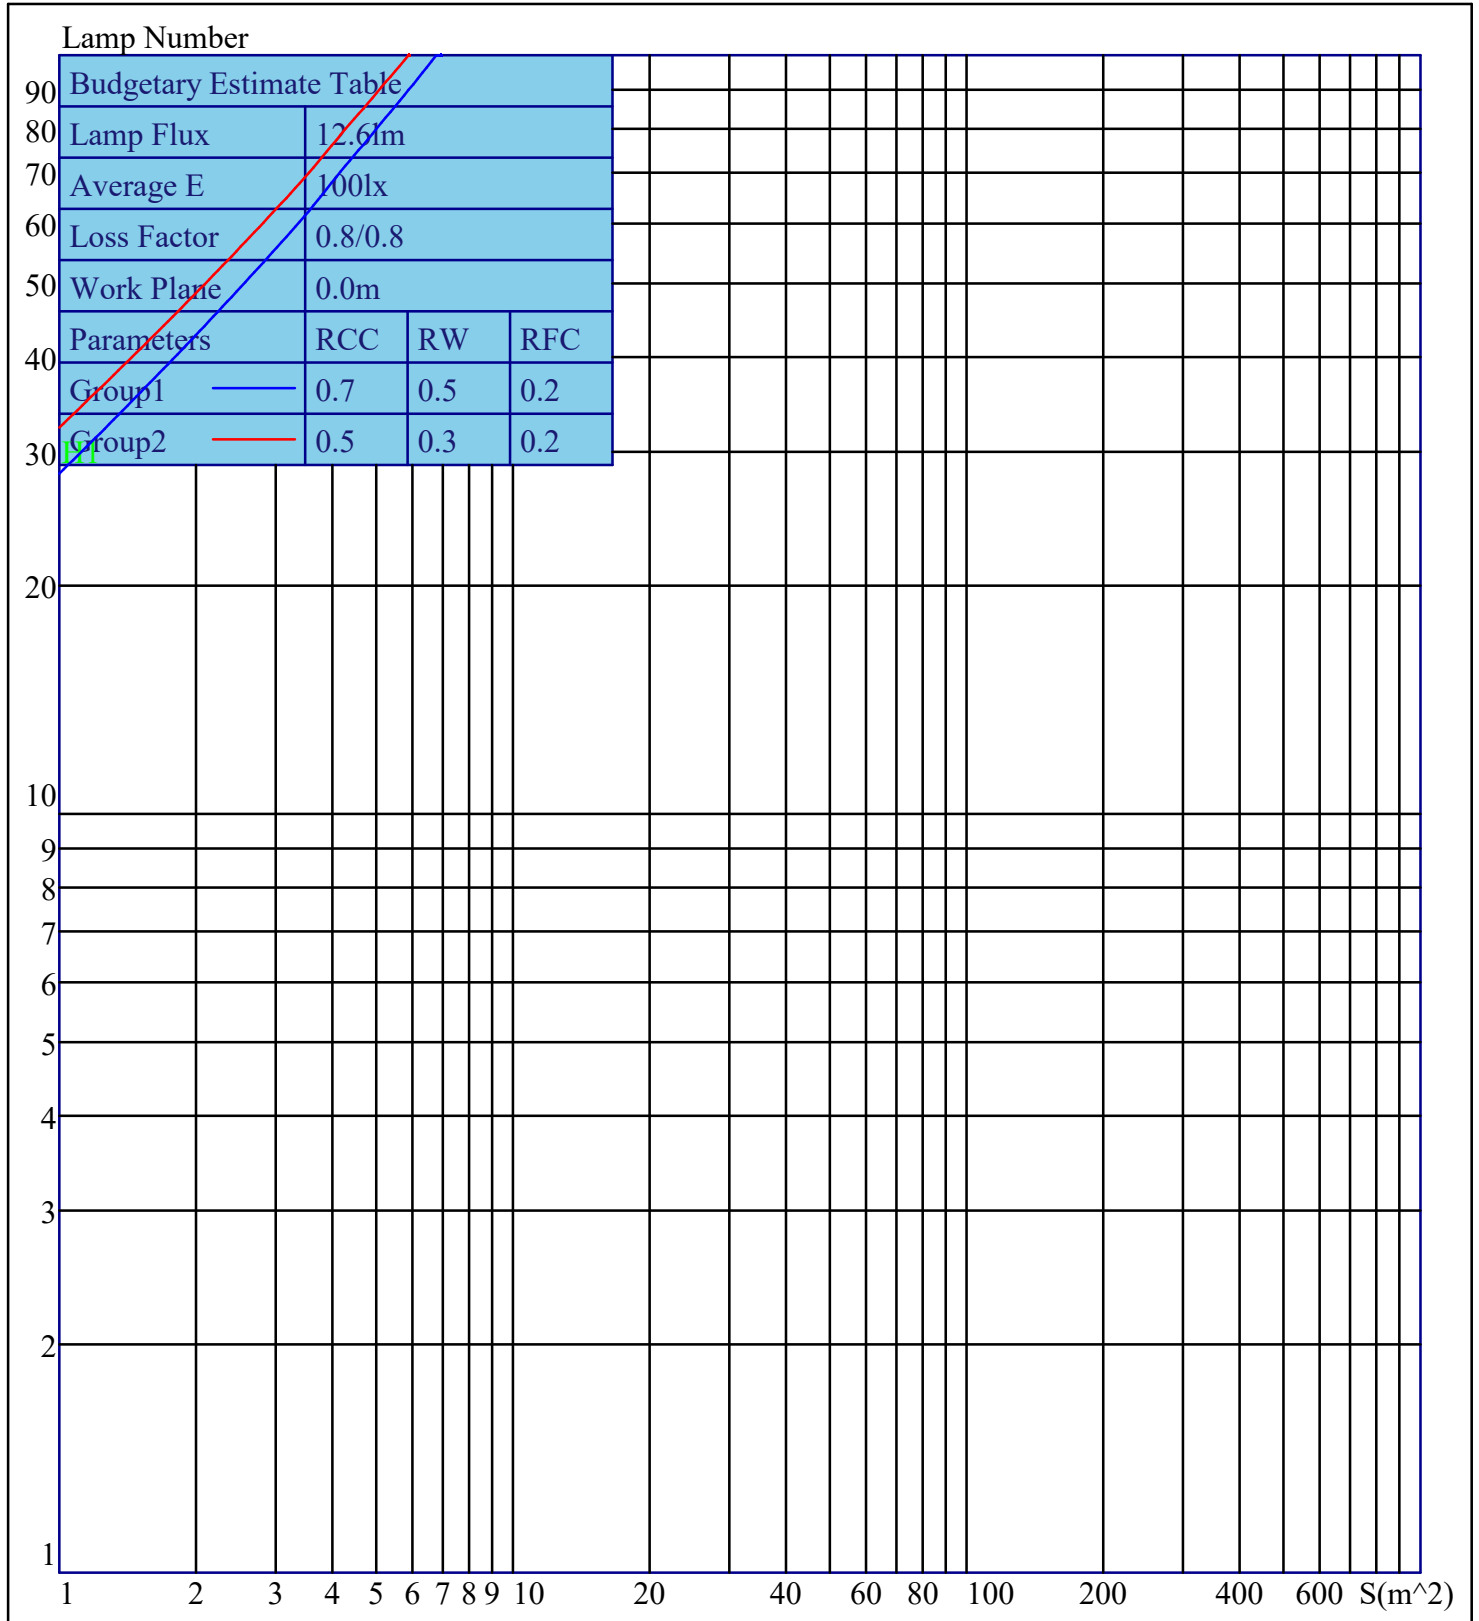 Lamp Number
Budgetary Estimate Table
Lamp Flux 12.6lm
Average E 100lx
Loss Factor 0.8/0.8
Work Plane 0.0m
Parameters RCC RW RFC
Group1 0.7 0.5 0.2
Group2 0.5 0.3 0.2
90
80
70
60
50
40
30
20
10
9
8
7
6
5
4
3
2
1
1 2 3 4 5 6 7 8 9 10 20 40 60 80 100 200 400 600 S(m^2)